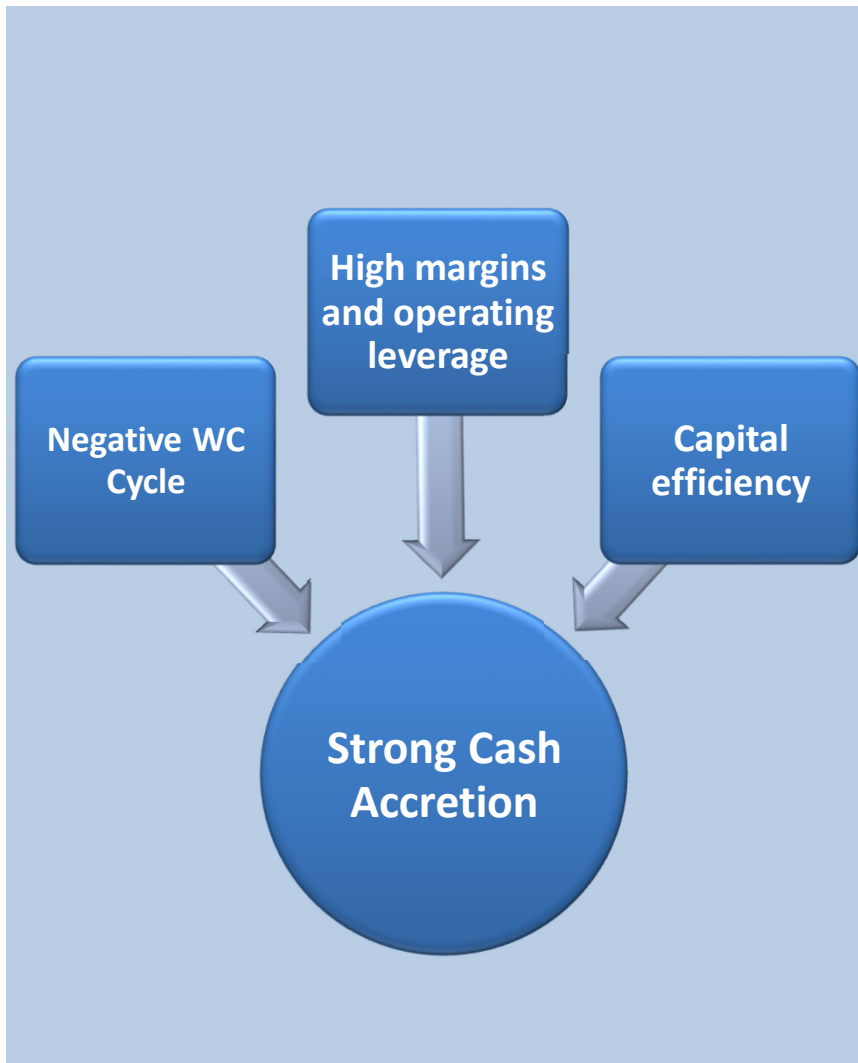 High margins
and operating
leverage
Negative WC
Cycle
Capital
efficiency
Strong Cash
Accretion